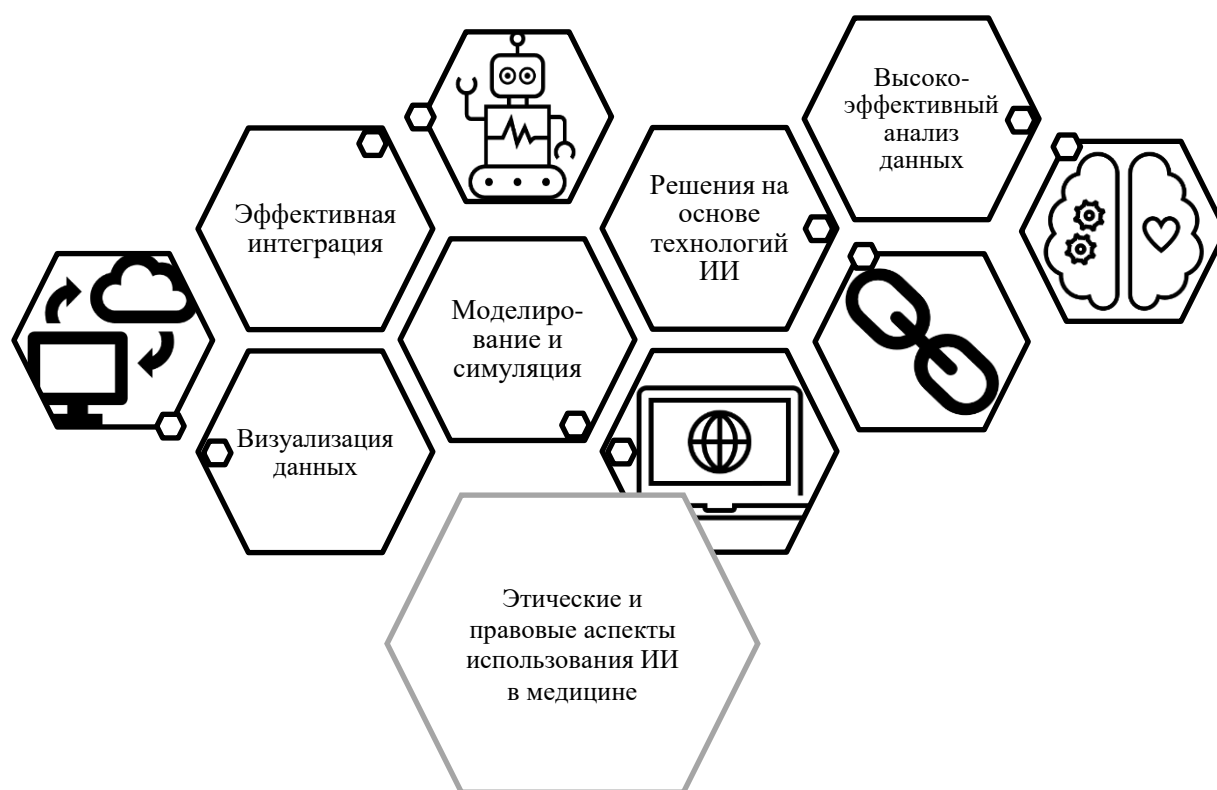 Высоко-
эффективный
анализ
данных
Решения на
основе
технологий
ИИ
Эффективная
интеграция
Моделиро-
вание и
симуляция
Визуализация
данных
Этические и
правовые аспекты
использования ИИ
в медицине